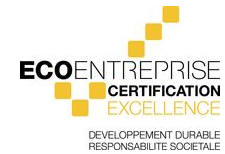 ECOENTREPRISE
CERTIFICATION
EXCELLENCE
DEVELOPPEMENT DURABLE
RESPONSABILITE SOCIETALE